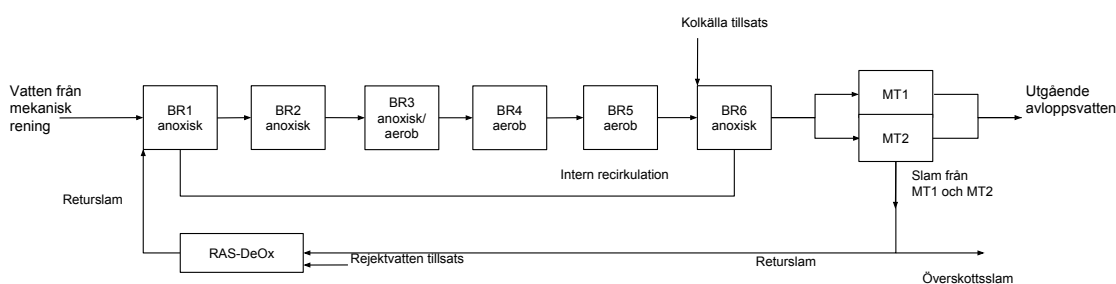 Kolkälla tillsats
Vatten från
mekanisk
rening
BR1
anoxisk
BR2
anoxisk
BR3
anoxisk/
aerob
BR4
aerob
BR5
aerob
BR6
anoxisk
MT1
MT2
Utgående
avloppsvatten
Intern recirkulation
Slam från
MT1 och MT2
Returslam
RAS-DeOx
Rejektvatten tillsats
Returslam
Överskottsslam